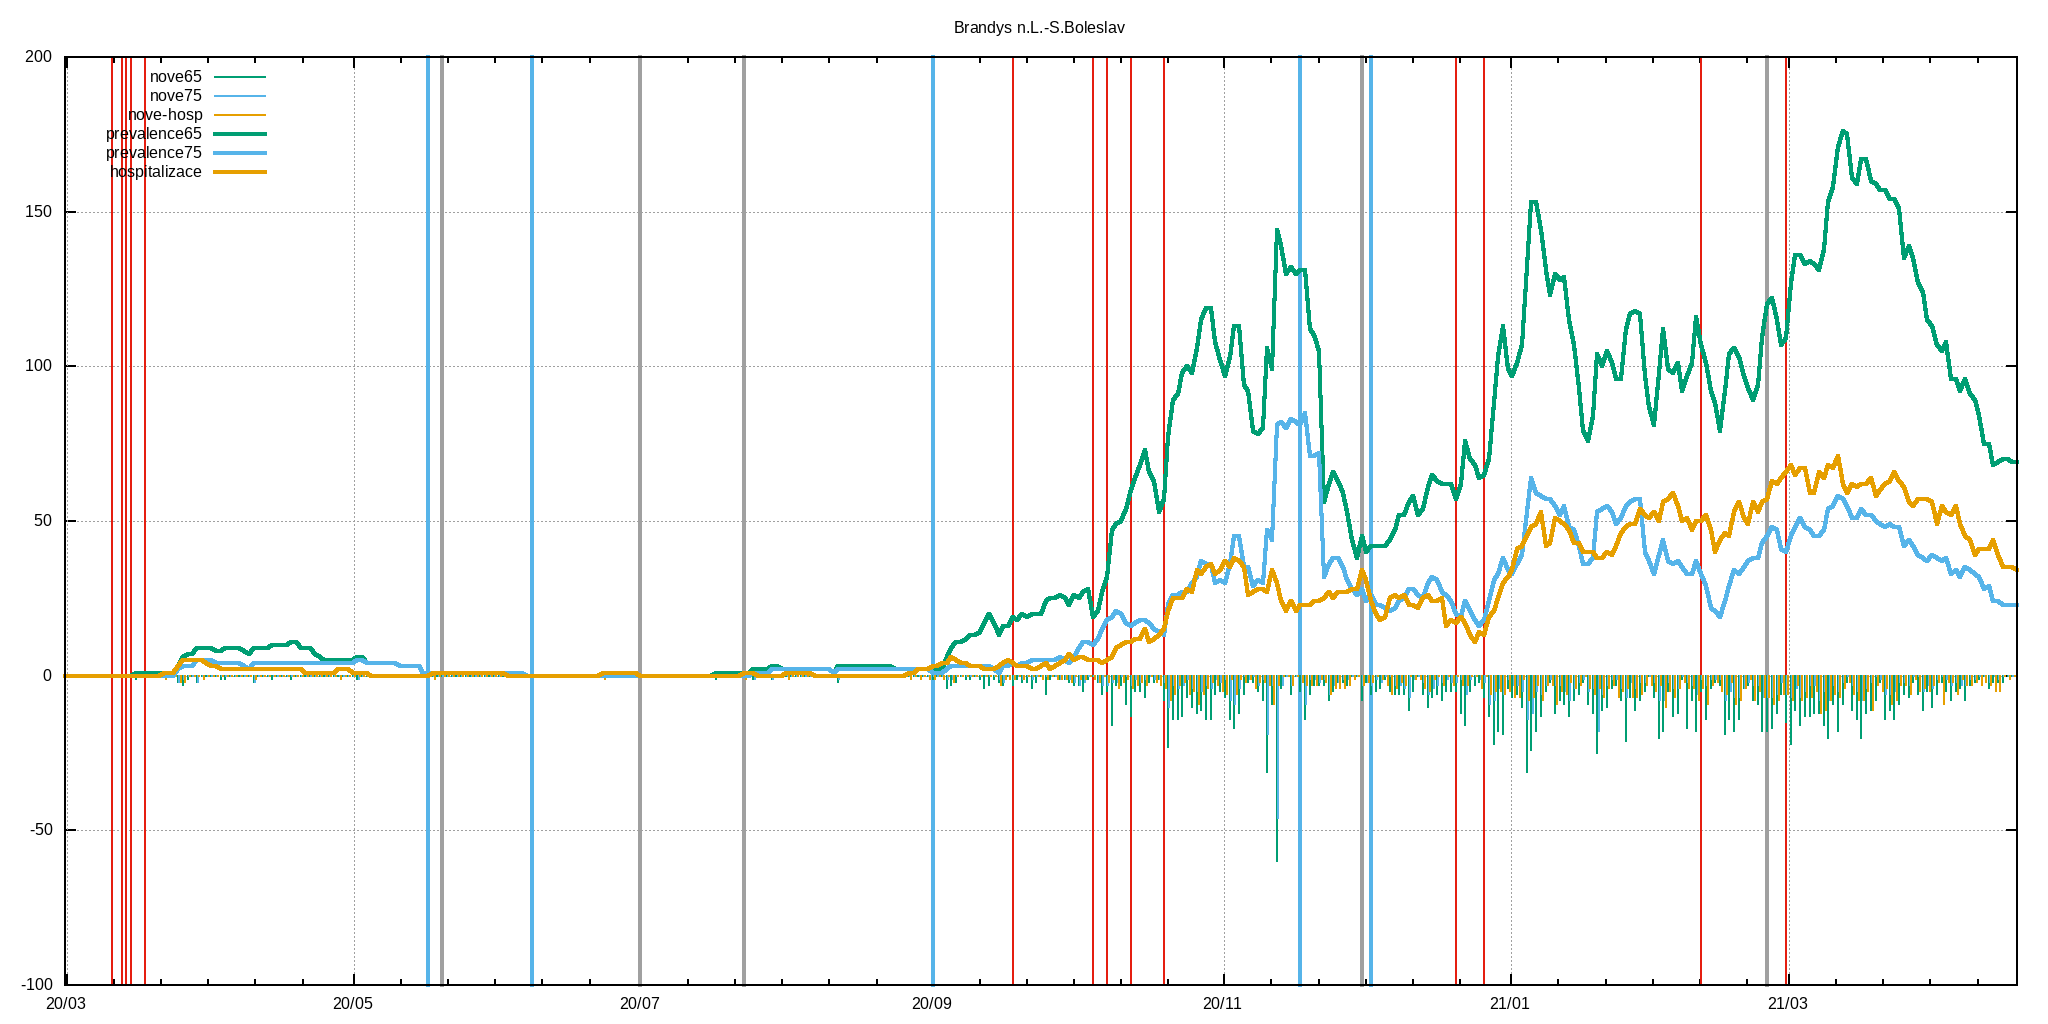 Brandys n.L.-S.Boleslav
200
150
100
50
0
-50
-100
nove65
nove75
nove-hosp
prevalence65
prevalence75
hospitalizace
20/03 20/05 20/07 20/09 20/11 21/01 21/03